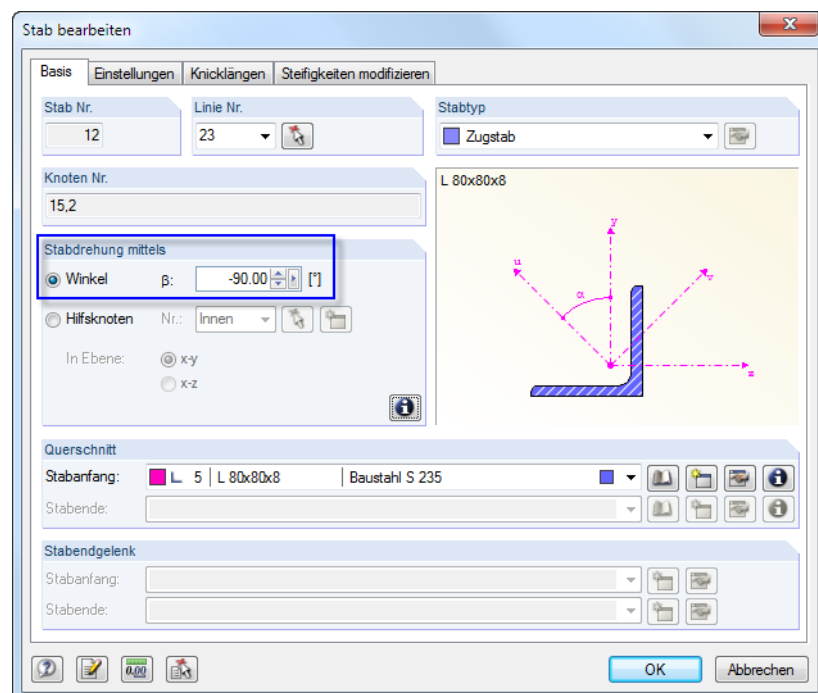 Stab bearbeiten
Basis Einstellungen Knicklängen Steifigkeiten modifizieren
Stab Nr. Linie Nr. Stabtyp
12 23 Zugstab
Knoten Nr.
15,2
L 80x80x8
Stabdrehung mittels
Winkel β: -90.00 [°]
Hilfsknoten Nr.: Innen
In Ebene: x-y
x-z
y
u
v
α
z
Querschnitt
Stabanfang: 5 L 80x80x8 Baustahl S 235
Stabende:
Stabendgelenk
Stabanfang:
Stabende:
0.00
OK Abbrechen